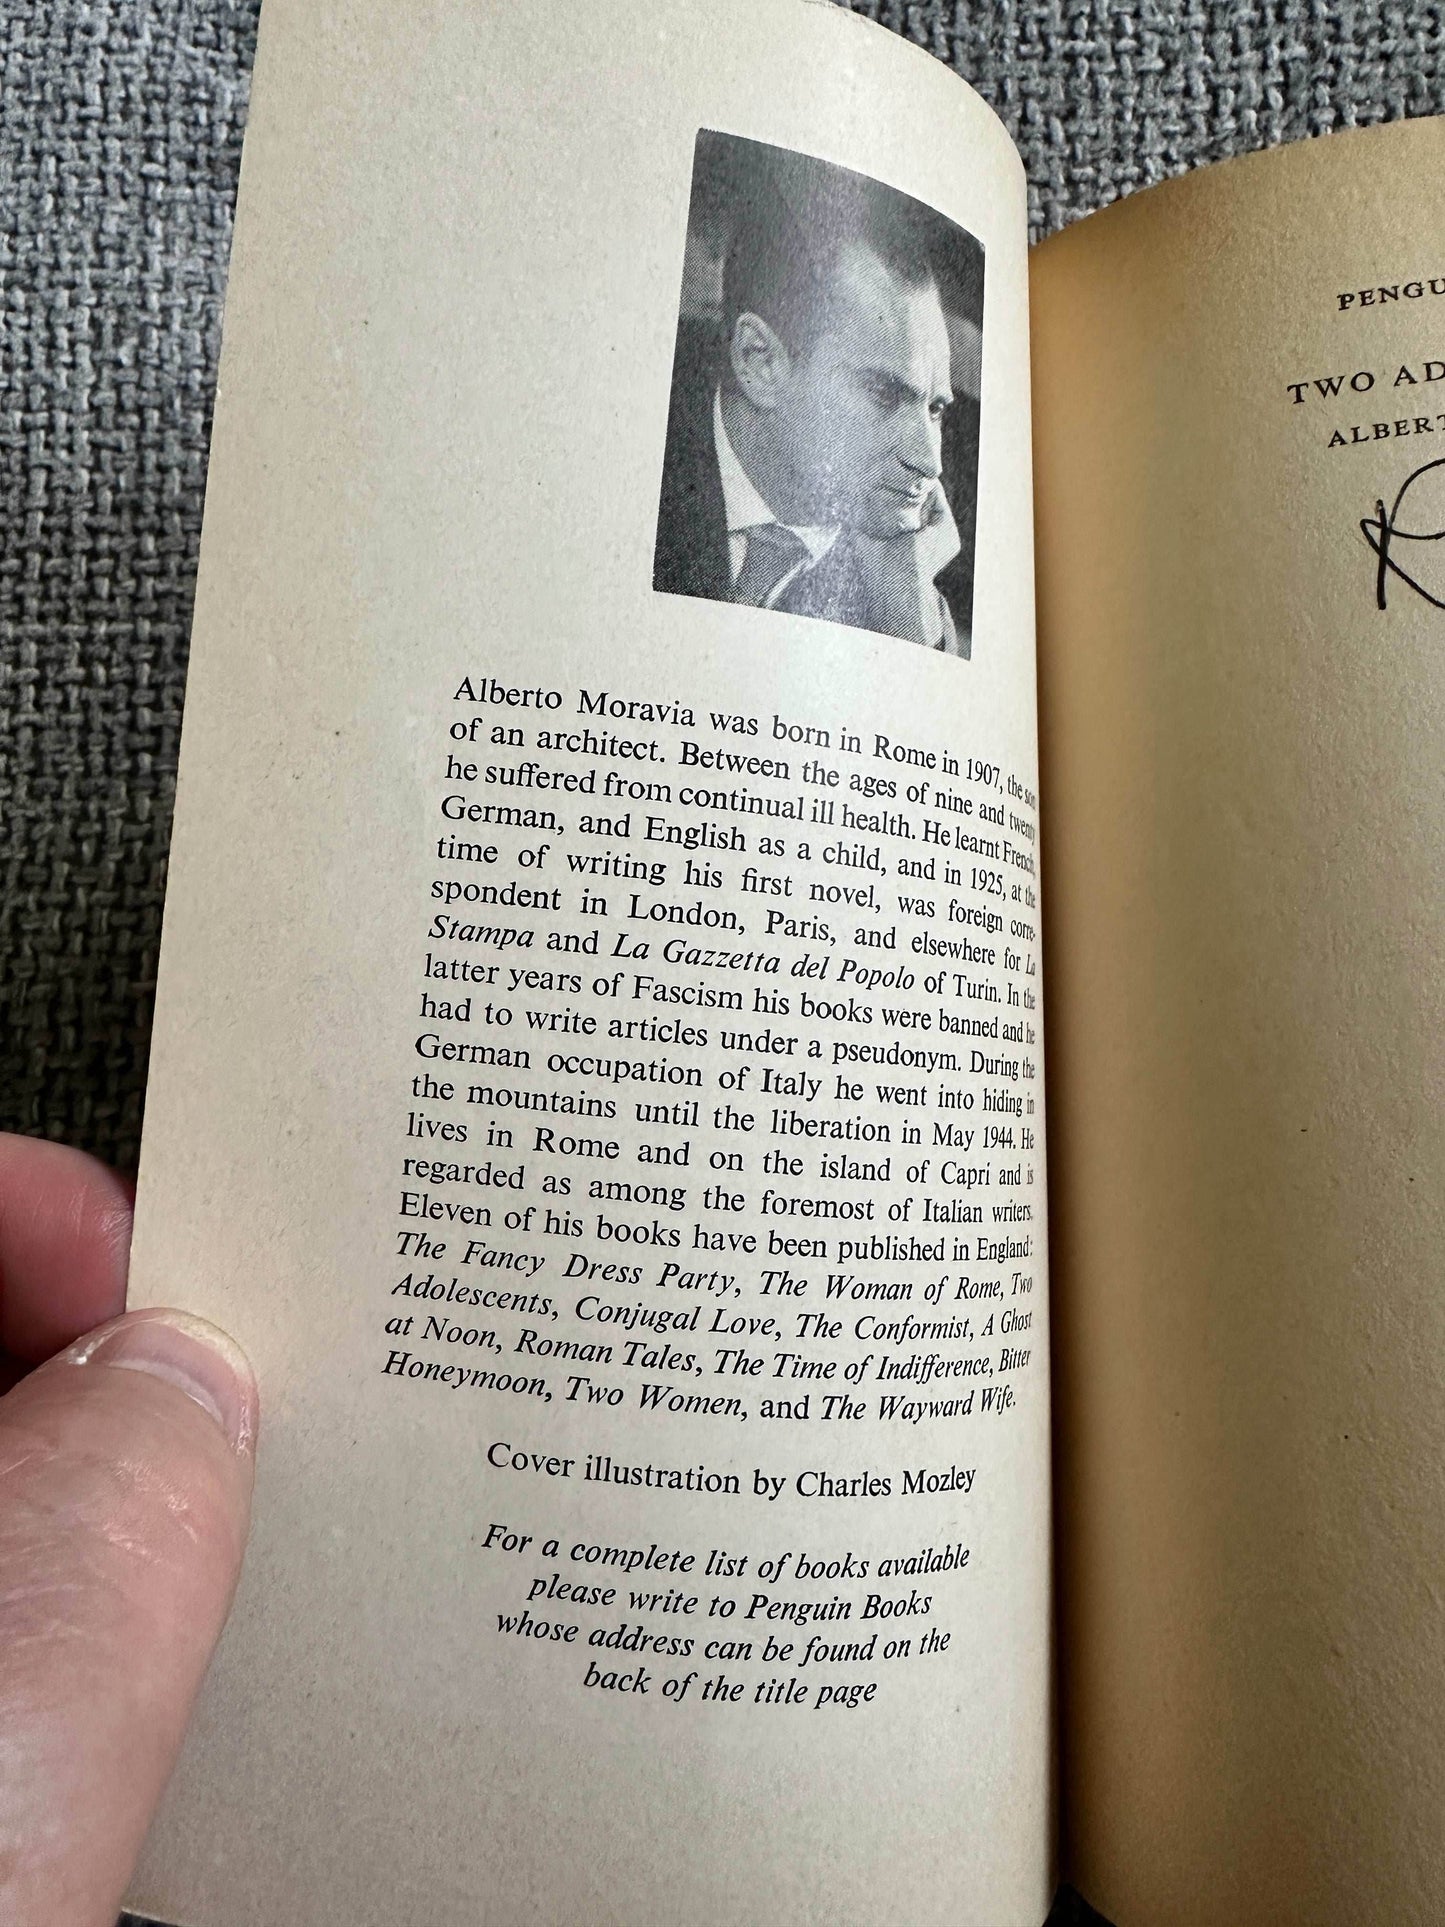 Alberto Moravia was born in Rome in 1907, the son
of an architect. Between the ages of nine and twenty
he suffered from continual ill health. He learnt French,
German, and English as a child, and in 1925, at the
time of writing his first novel, was foreign corre-
spondent in London, Paris, and elsewhere for La
Stampa and La Gazzetta del Popolo of Turin. In the
latter years of Fascism his books were banned and he
had to write articles under a pseudonym. During the
German occupation of Italy he went into hiding in
the mountains until the liberation in May 1944. He
lives in Rome and on the island of Capri and is
regarded as among the foremost of Italian writers.
Eleven of his books have been published in England:
The Fancy Dress Party, The Woman of Rome, Two
Adolescents, Conjugal Love, The Conformist, A Ghost
at Noon, Roman Tales, The Time of Indifference, Bitter
Honeymoon, Two Women, and The Wayward Wife.
Cover illustration by Charles Mozley
For a complete list of books available
please write to Penguin Books
whose address can be found on the
back of the title page
PENGU
TWO AD
ALBERT